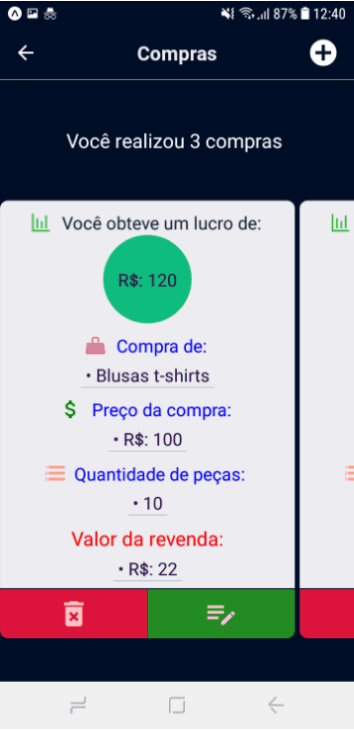 87% 12:40
Compras
Você realizou 3 compras
Você obteve um lucro de:
R$: 120
Compra de:
• Blusas t-shirts
$ Preço da compra:
• R$: 100
Quantidade de peças:
• 10
Valor da revenda:
• R$: 22